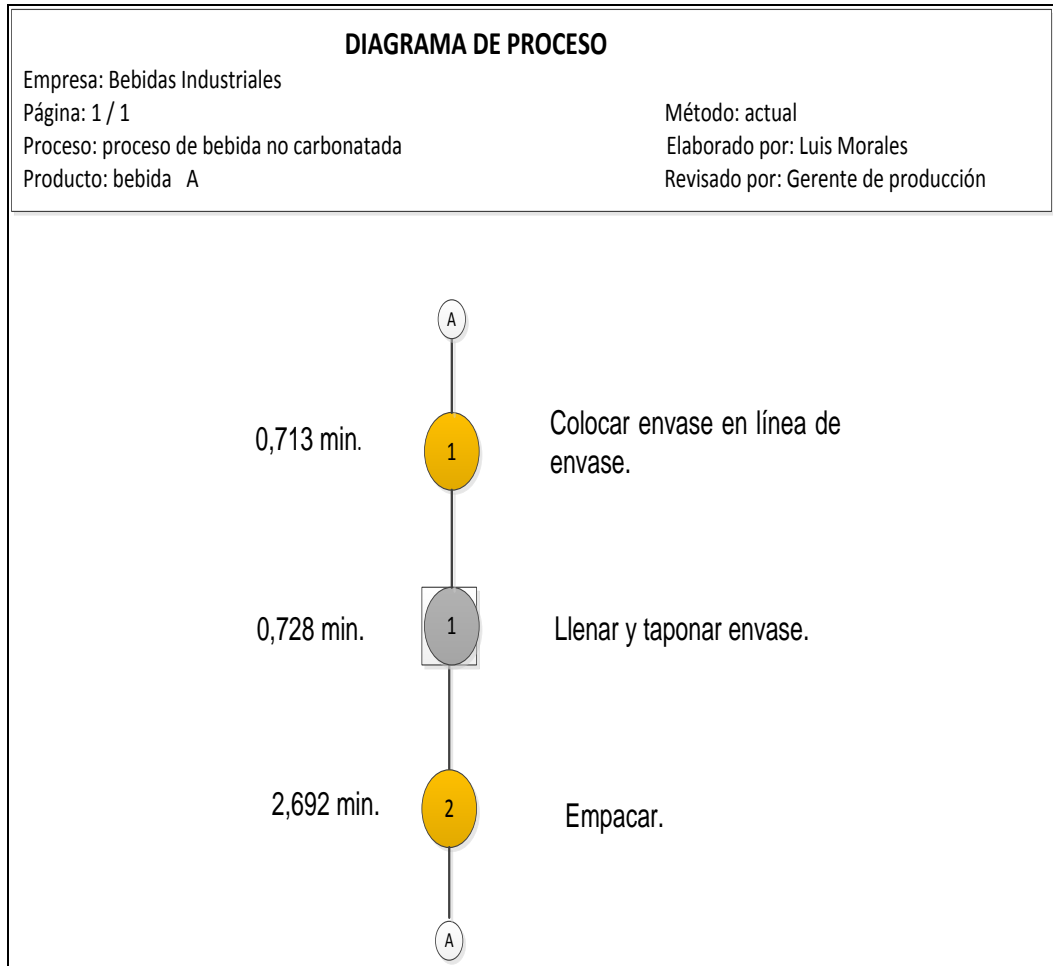 DIAGRAMA DE PROCESO
Empresa: Bebidas Industriales
Página: 1 / 1
Método: actual
Proceso: proceso de bebida no carbonatada
Elaborado por: Luis Morales
Producto: bebida A
Revisado por: Gerente de producción
A
0,713 min.
1
Colocar envase en línea de
envase.
0,728 min.
1
Llenar y taponar envase.
2,692 min.
2
Empacar.
A